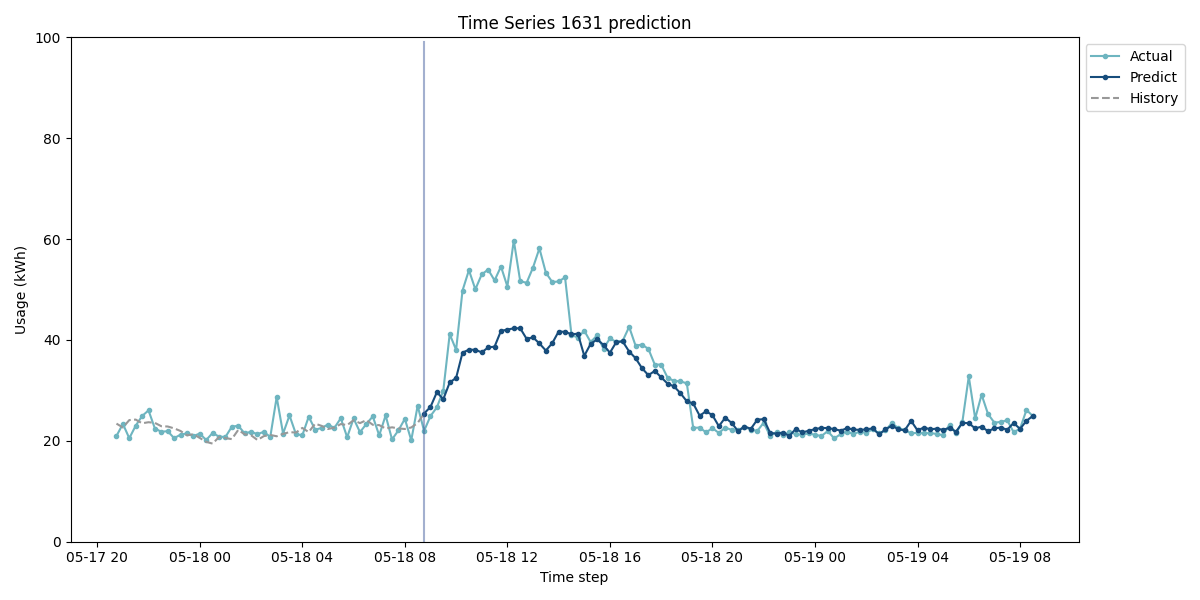 Time Series 1631 prediction
100
80
60
40
20
0
Usage (kWh)
05-17 20
05-18 00
05-18 04
05-18 08
05-18 12
05-18 16
05-18 20
05-19 00
05-19 04
05-19 08
Time step
Actual
Predict
History